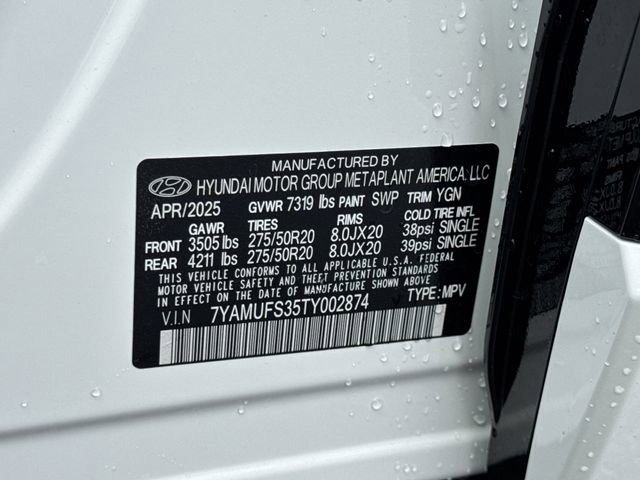 MANUFACTURED BY
HYUNDAI MOTOR GROUP METAPLANT AMERICA, LLC
APR/2025 GVWR 7319 lbs PAINT SWP TRIM YGN
GAWR TIRES RIMS COLD TIRE INFL
FRONT 3505 lbs 275/50R20 8.0JX20 38psi SINGLE
REAR 4211 lbs 275/50R20 8.0JX20 39psi SINGLE
THIS VEHICLE CONFORMS TO ALL APPLICABLE U.S.A. FEDERAL
MOTOR VEHICLE SAFETY AND THEFT PREVENTION STANDARDS
IN EFFECT ON THE DATE OF MANUFACTURE SHOWN ABOVE.
V.I.N 7YAMUFS35TY002874 TYPE: MPV